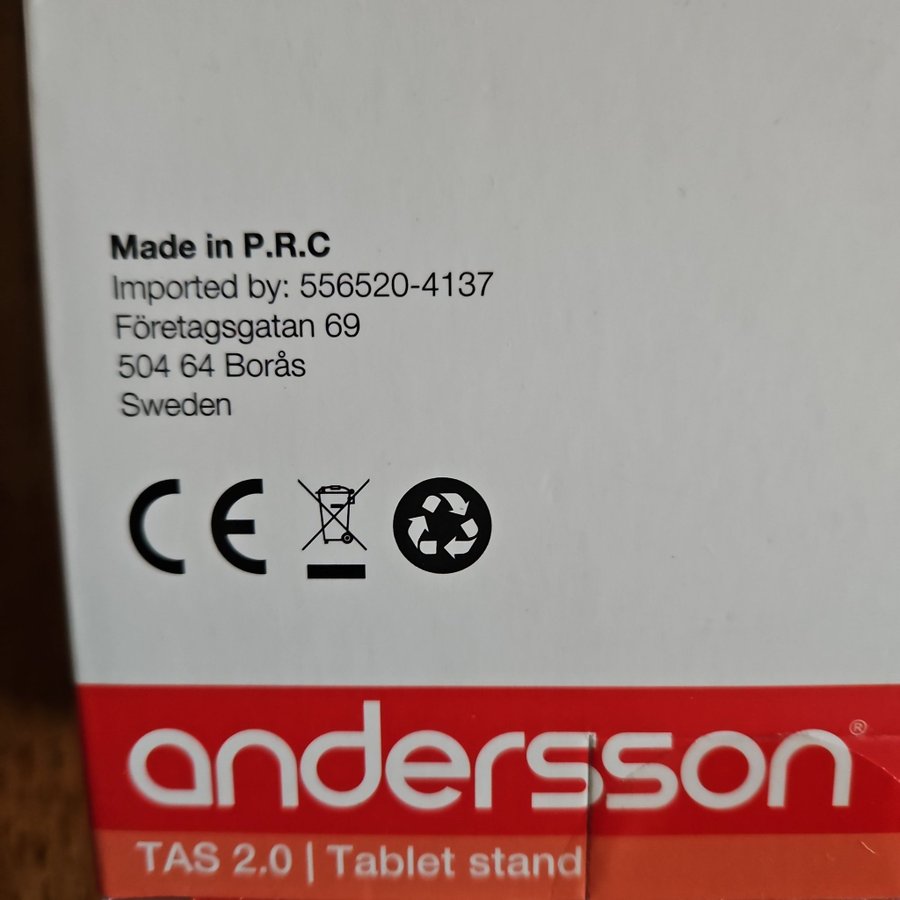 Made in P.R.C
Imported by: 556520-4137
Företagsgatan 69
504 64 Borås
Sweden
CE
andersson®
TAS 2.0 | Tablet stand